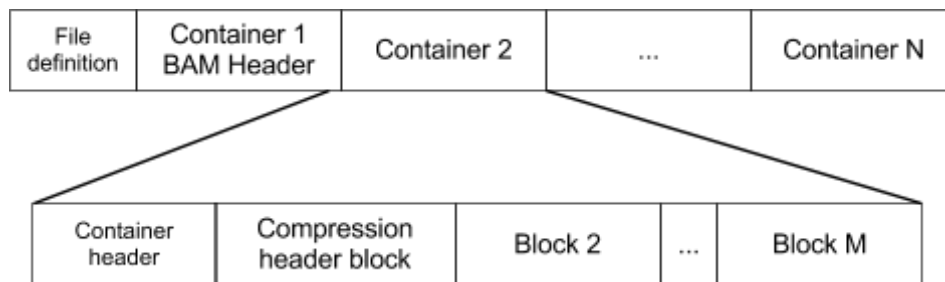 File
definition
Container 1
BAM Header
Container 2
...
Container N
Container
header
Compression
header block
Block 2
...
Block M